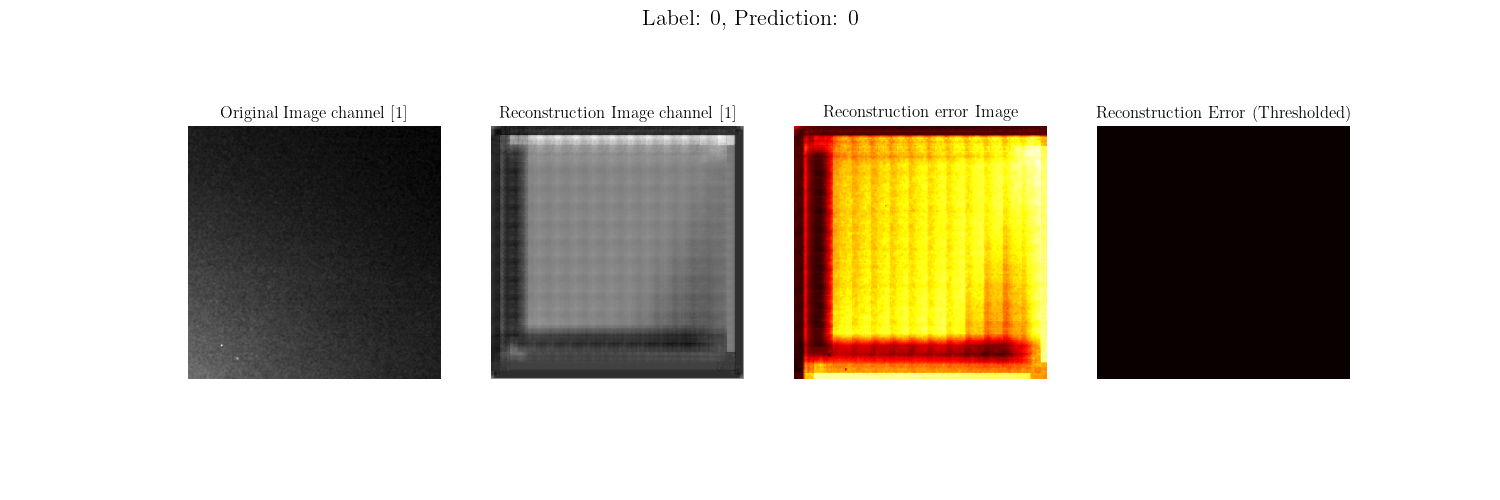 Label: 0, Prediction: 0
Original Image channel [1]
Reconstruction Image channel [1]
Reconstruction error Image
Reconstruction Error (Thresholded)